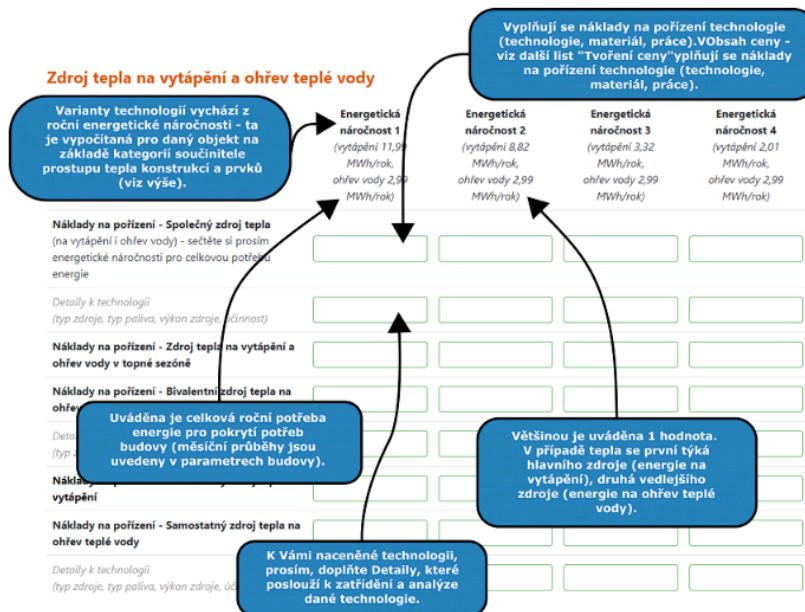 Vyplňují se náklady na pořízení technologie
(technologie, materiál, práce).VObsah ceny -
viz další list "Tvoření ceny"yplňují se náklady
na pořízení technologie (technologie,
materiál, práce).
Zdroj tepla na vytápění a ohřev teplé vody
Varianty technologií vychází z
roční energetické náročnosti - ta
je vypočítaná pro daný objekt na
základě kategorií součinitele
prostupu tepla konstrukcí a prvků
(viz výše).
Energetická
náročnost 1
(vytápění 11,99
MWh/rok,
ohřev vody 2,99
MWh/rok)
Energetická
náročnost 2
(vytápění 8,82
MWh/rok,
ohřev vody 2,99
MWh/rok)
Energetická
náročnost 3
(vytápění 3,32
MWh/rok,
ohřev vody 2,99
MWh/rok)
Energetická
náročnost 4
(vytápění 2,01
MWh/rok,
ohřev vody 2,99
MWh/rok)
Náklady na pořízení - Společný zdroj tepla
(na vytápění i ohřev vody) - sečtěte si prosím
energetické náročnosti pro celkovou potřebu
energie
Detaily k technologii
(typ zdroje, typ paliva, výkon zdroje, účinnost)
Náklady na pořízení - Zdroj tepla na vytápění a
ohřev vody v topné sezóně
Náklady na pořízení - Bivalentní zdroj tepla na
ohřev
Uváděna je celková roční potřeba
energie pro pokrytí potřeb
budovy (měsíční průběhy jsou
uvedeny v parametrech budovy).
Většinou je uváděna 1 hodnota.
V případě tepla se první týká
hlavního zdroje (energie na
vytápění), druhá vedlejšího
zdroje (energie na ohřev teplé
vody).
vytápění
Náklady na pořízení - Samostatný zdroj tepla na
ohřev teplé vody
Detaily k technologii
(typ zdroje, typ paliva, výkon zdroje,
K Vámi naceněné technologii,
prosím, doplňte Detaily, které
poslouží k zatřídění a analýze
dané technologie.